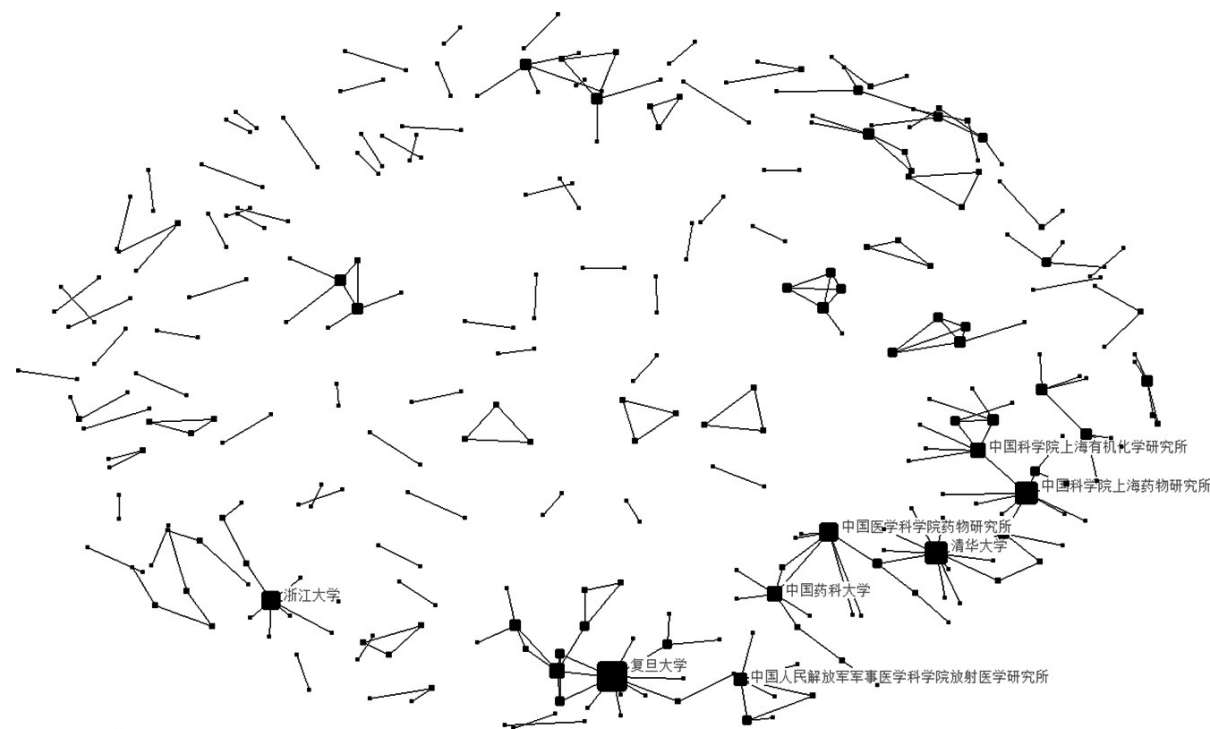 中国科学院上海有机化学研究所
中国科学院上海药物研究所
中国医学科学院药物研究所
清华大学
中国药科大学
浙江大学
复旦大学
中国人民解放军军事医学科学院放射医学研究所